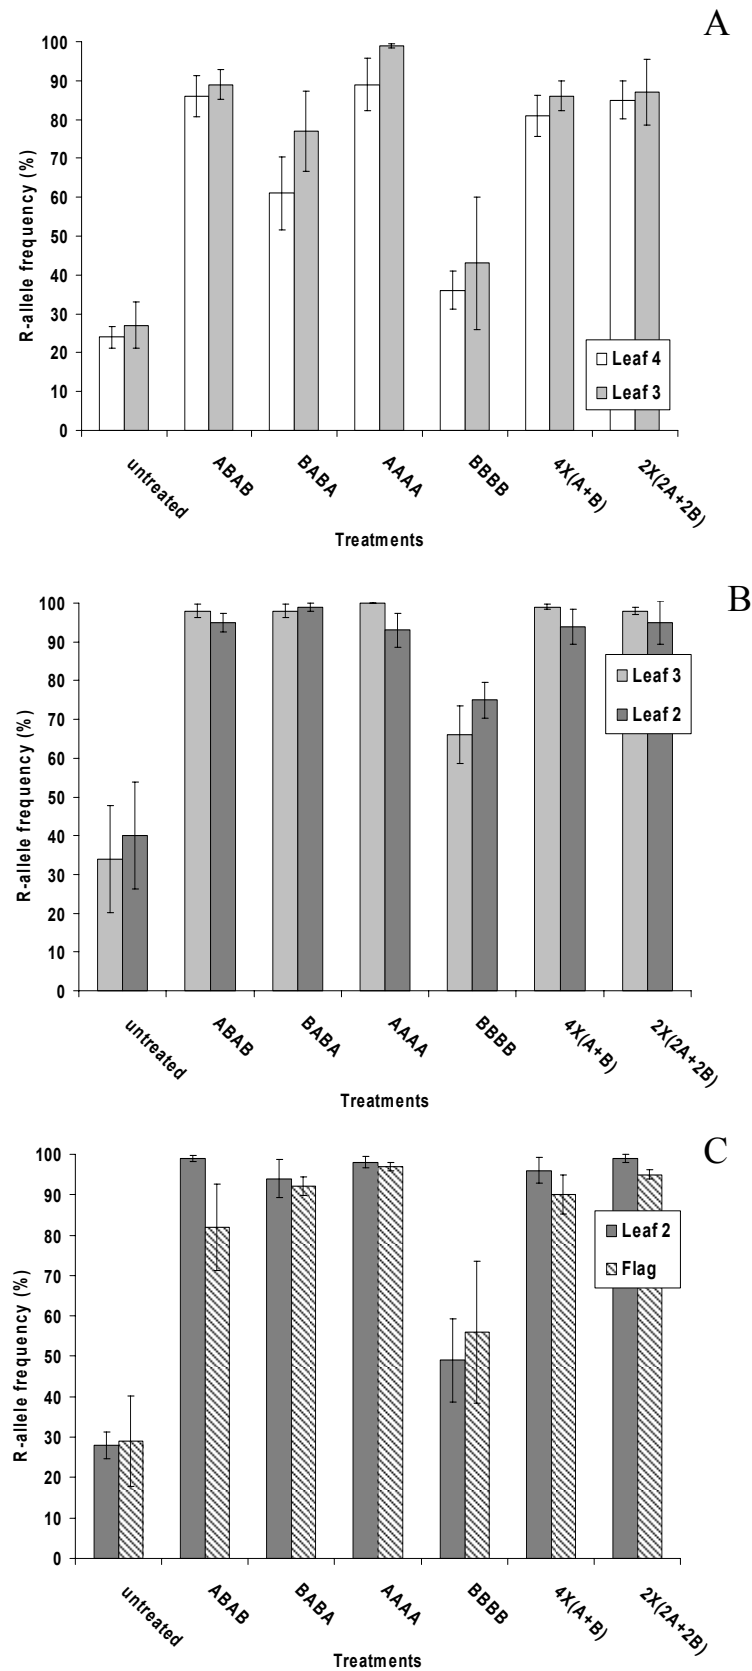 A
100
90
80
70
60
50
40
30
20
10
0
R-allele frequency (%)
Leaf 4
Leaf 3
untreated
ABAB
BABA
AAAA
BBBB
4X(A+B)
2X(2A+2B)
Treatments
B
100
90
80
70
60
50
40
30
20
10
0
R-allele frequency (%)
Leaf 3
Leaf 2
untreated
ABAB
BABA
AAAA
BBBB
4X(A+B)
2X(2A+2B)
Treatments
C
100
90
80
70
60
50
40
30
20
10
0
R-allele frequency (%)
Leaf 2
Flag
untreated
ABAB
BABA
AAAA
BBBB
4X(A+B)
2X(2A+2B)
Treatments